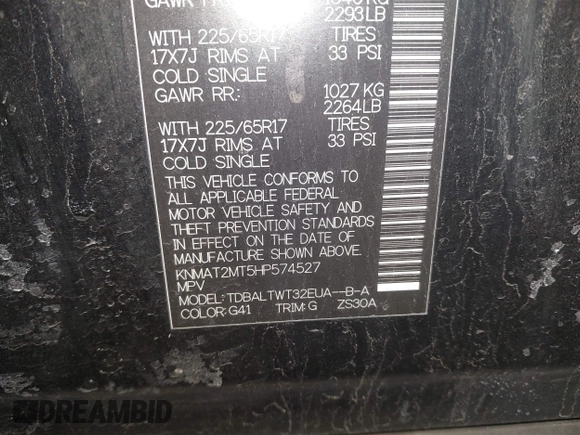 GAWR FR
2293LB
WITH 225/65R17 TIRES
17X7J RIMS AT 33 PSI
COLD SINGLE
GAWR RR.: 1027 KG
2264LB
WITH 225/65R17 TIRES
17X7J RIMS AT 33 PSI
COLD SINGLE
THIS VEHICLE CONFORMS TO
ALL APPLICABLE FEDERAL
MOTOR VEHICLE SAFETY AND
THEFT PREVENTION STANDARDS
IN EFFECT ON THE DATE OF
MANUFACTURE SHOWN ABOVE.
KNMAT2MT5HP574527
MPV
MODEL:TDBALTWT32EUA--B-A
COLOR:G41 TRIM:G ZS30A
DREAMBID